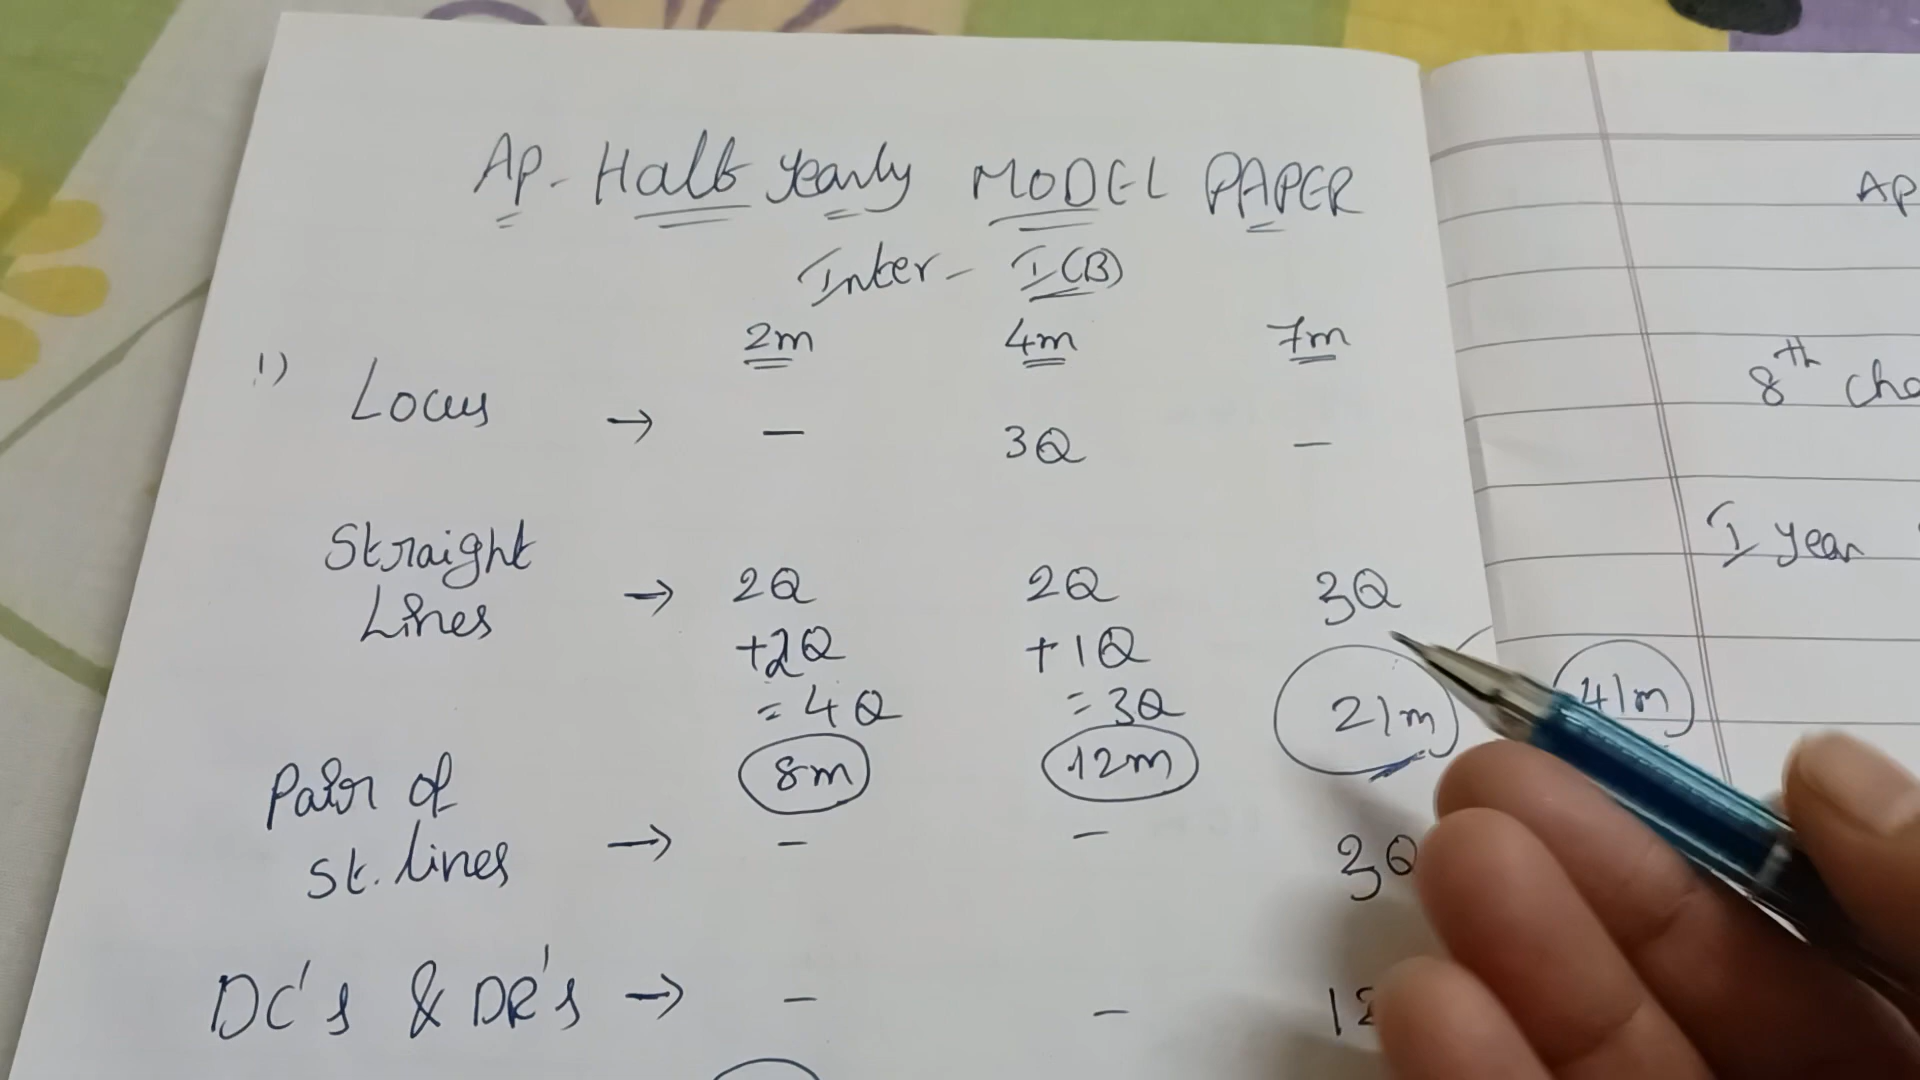 AP- Half yearly MODEL PAPER
Inter - I(B)
2m 4m 7m
1) Locus → - 3Q -
Straight
Lines → 2Q 2Q 3Q
+2Q +1Q
= 4Q = 3Q 21m 41m
8m 12m
Pair of
St. lines → - - 3Q
DC's & DR's → - -
AP
8th
I year